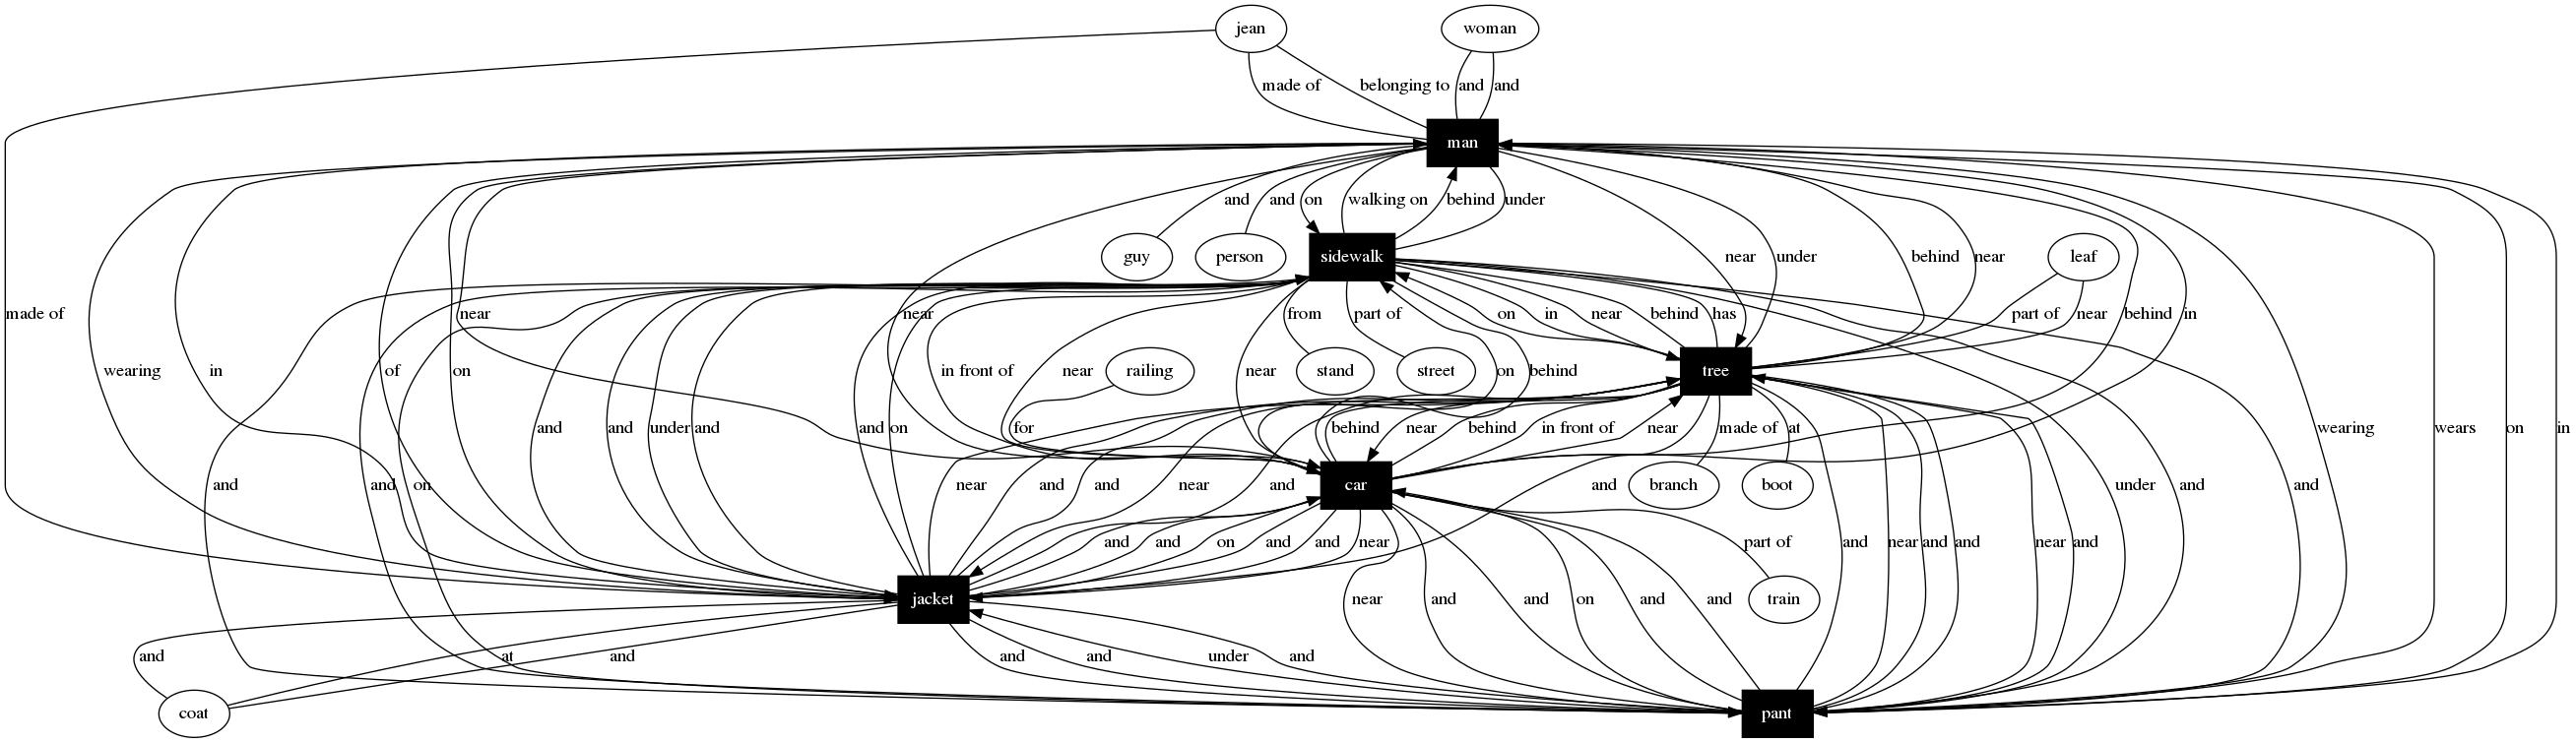 jean
woman
made of
belonging to
and
and
man
and
and
on
walking on
behind
under
guy
person
sidewalk
near
under
behind
near
leaf
made of
wearing
in
of
on
near
near
in front of
near
from
part of
near
on
in
near
behind
has
part of
near
behind
in
railing
stand
street
on
behind
tree
and
and
under
and
and
on
for
behind
near
behind
in front of
near
made of
at
wearing
wears
on
in
and
and
on
near
and
and
near
and
car
and
branch
boot
under
and
and
and
and
on
and
and
near
part of
and
near
and
and
near
and
jacket
near
and
and
on
and
and
train
and
at
and
and
and
under
and
coat
pant